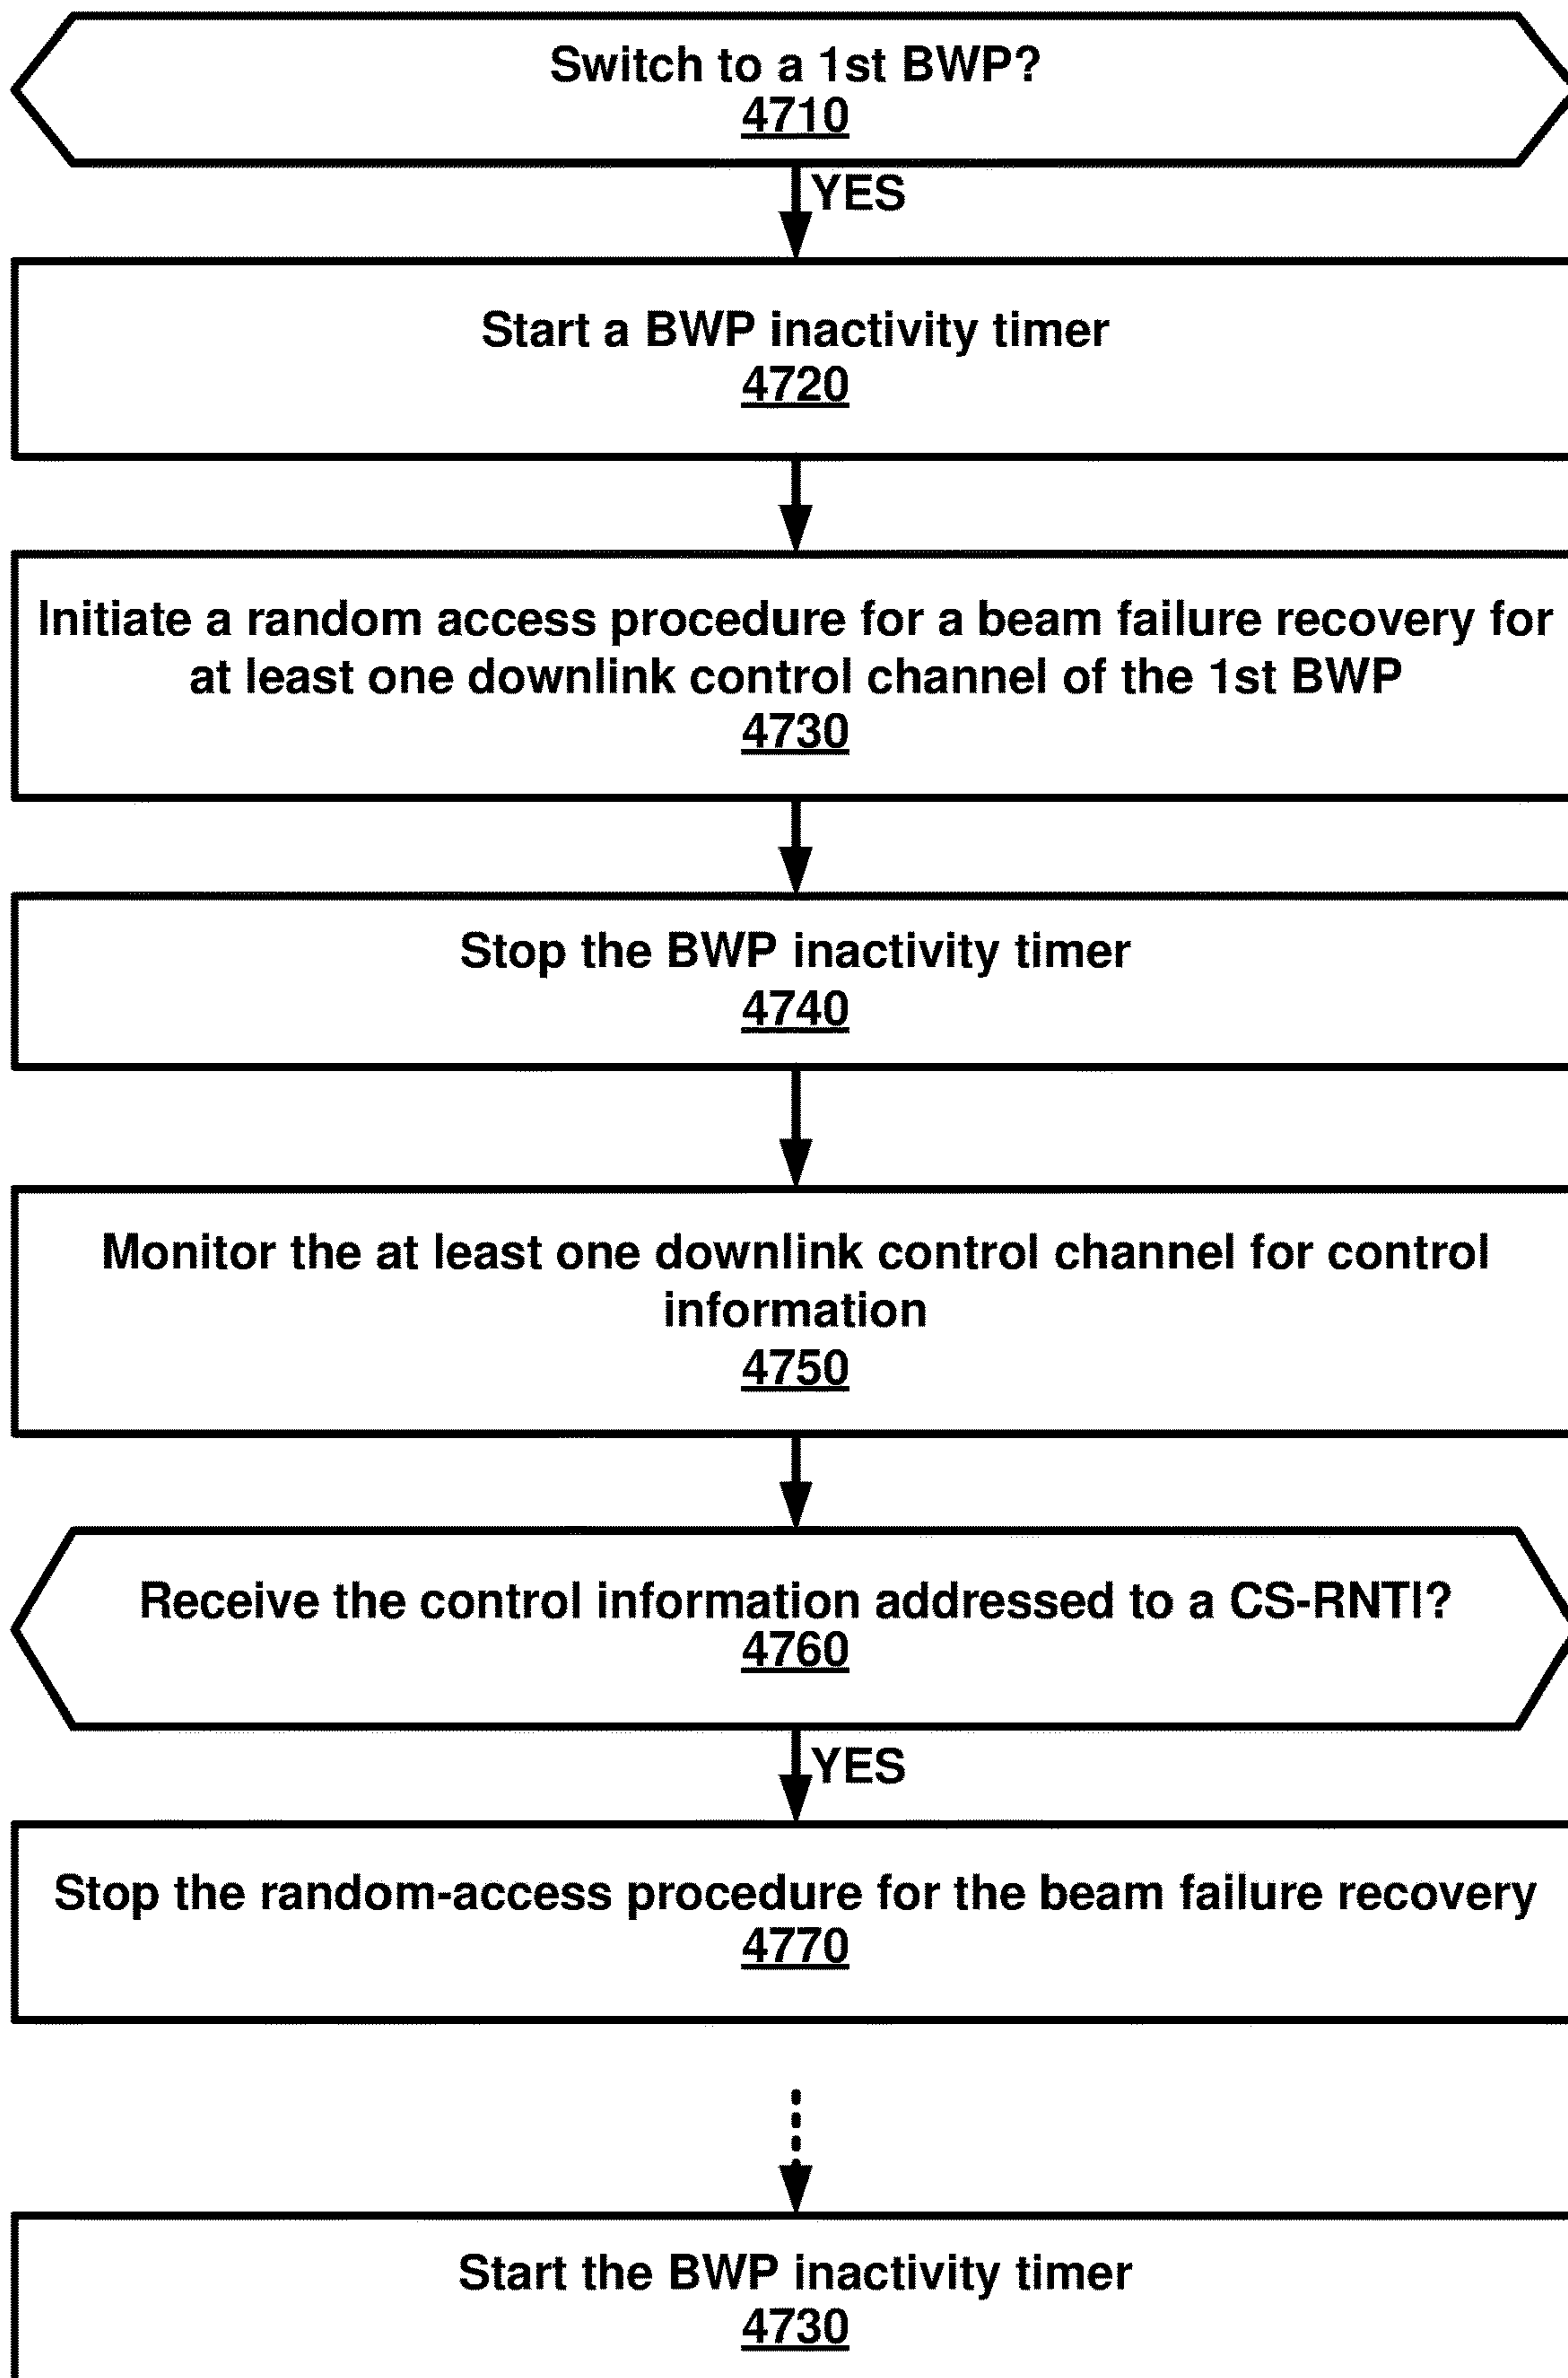 Switch to a 1st BWP?
4710
YES
Start a BWP inactivity timer
4720
Initiate a random access procedure for a beam failure recovery for
at least one downlink control channel of the 1st BWP
4730
Stop the BWP inactivity timer
4740
Monitor the at least one downlink control channel for control
information
4750
Receive the control information addressed to a CS-RNTI?
4760
YES
Stop the random-access procedure for the beam failure recovery
4770
Start the BWP inactivity timer
4730